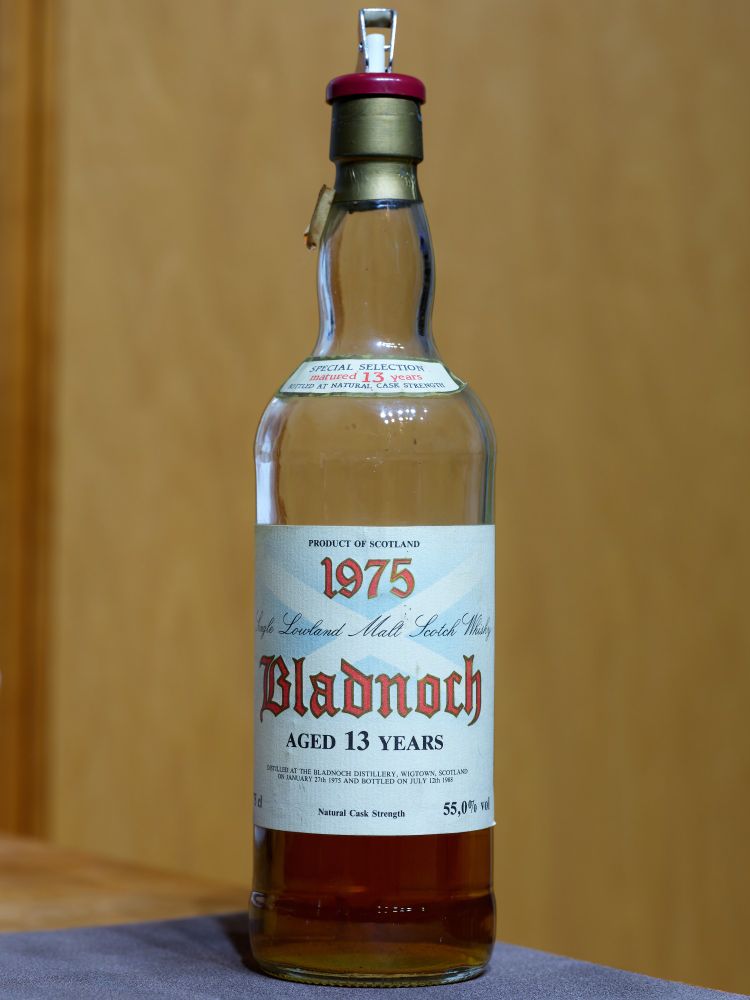 SPECIAL SELECTION
matured 13 years
BOTTLED AT NATURAL CASK STRENGTH
PRODUCT OF SCOTLAND
1975
Single Lowland Malt Scotch Whisky
Bladnoch
AGED 13 YEARS
DISTILLED AT THE BLADNOCH DISTILLERY, WIGTOWN, SCOTLAND
ON JANUARY 27th 1975 AND BOTTLED ON JULY 12th 1988
5 cl
Natural Cask Strength
55,0% vol